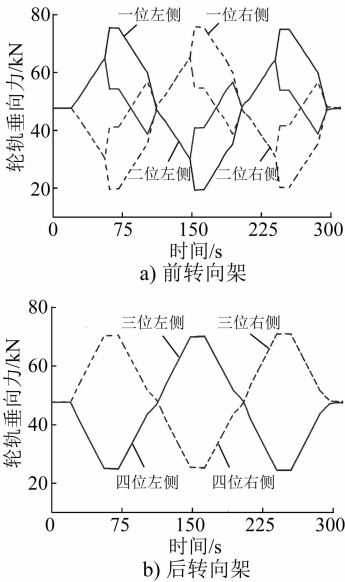 80
一位左侧
一位右侧
60
40
20
二位左侧
二位右侧
轮轨垂向力/kN
0
75
150
225
300
时间/s
a) 前转向架
80
三位左侧
三位右侧
60
40
20
四位左侧
四位右侧
轮轨垂向力/kN
0
75
150
225
300
时间/s
b) 后转向架